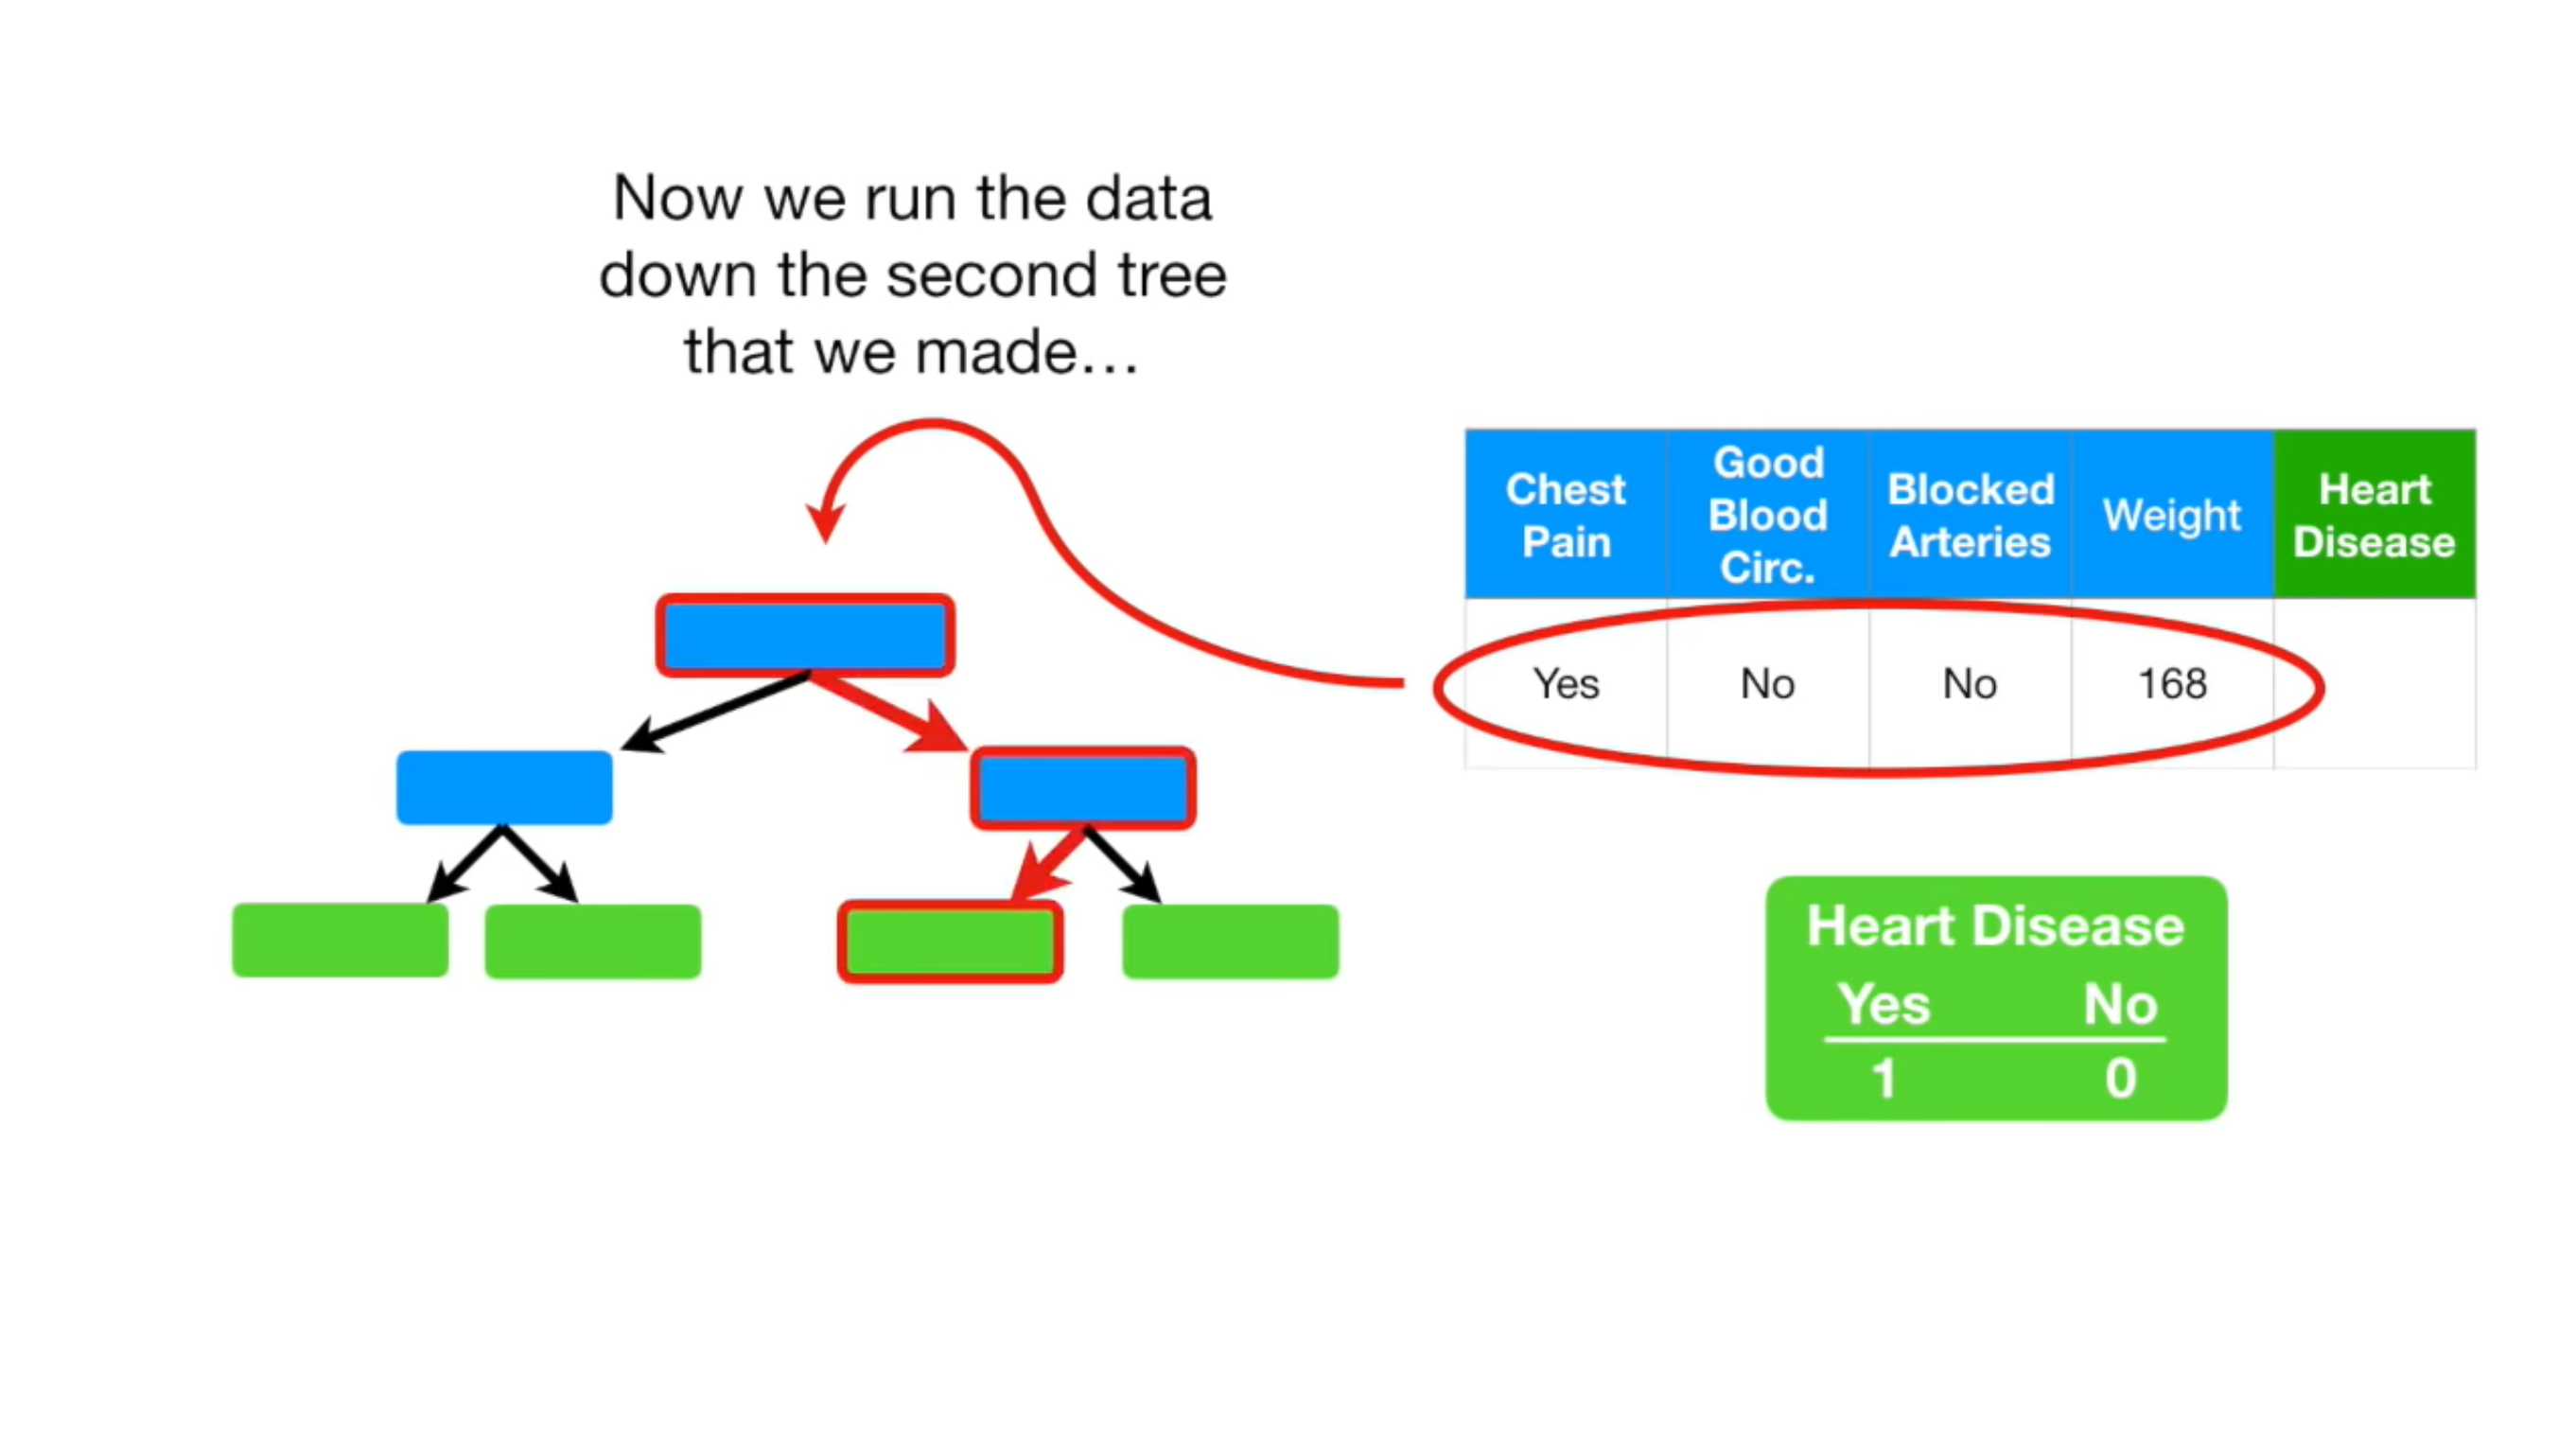 Now we run the data
down the second tree
that we made...
Chest
Pain
Good
Blood
Circ.
Blocked
Arteries
Weight
Heart
Disease
Yes
No
No
168
Heart Disease
Yes No
1 0